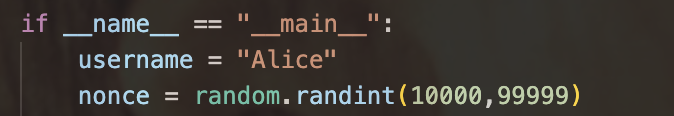 if __name__ == "__main__":
    username = "Alice"
    nonce = random.randint(10000,99999)